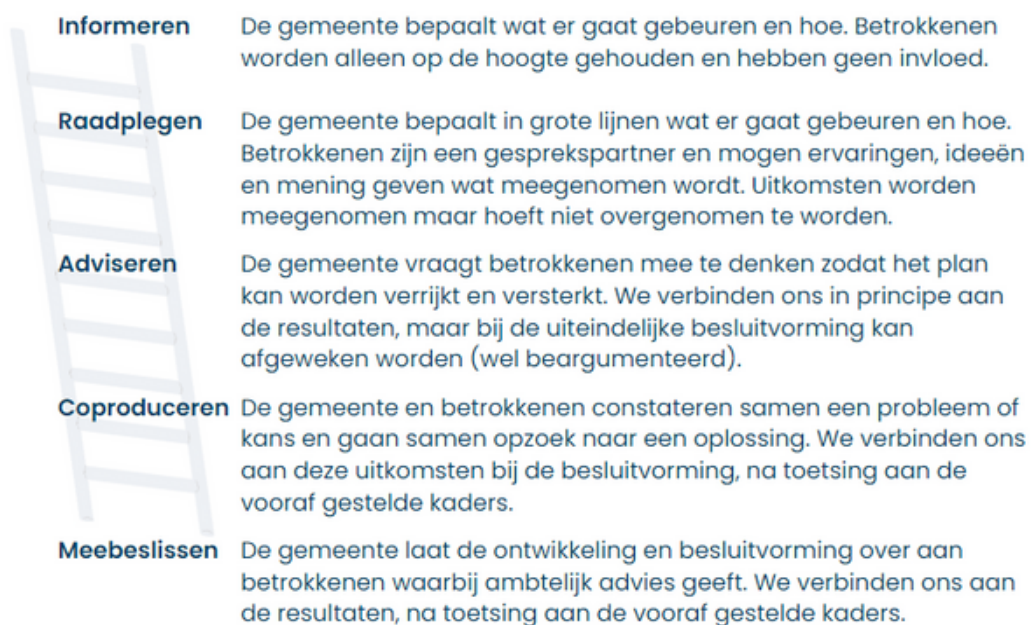 Informeren De gemeente bepaalt wat er gaat gebeuren en hoe. Betrokkenen
worden alleen op de hoogte gehouden en hebben geen invloed.
Raadplegen De gemeente bepaalt in grote lijnen wat er gaat gebeuren en hoe.
Betrokkenen zijn een gesprekspartner en mogen ervaringen, ideeën
en mening geven wat meegenomen wordt. Uitkomsten worden
meegenomen maar hoeft niet overgenomen te worden.
Adviseren De gemeente vraagt betrokkenen mee te denken zodat het plan
kan worden verrijkt en versterkt. We verbinden ons in principe aan
de resultaten, maar bij de uiteindelijke besluitvorming kan
afgeweken worden (wel beargumenteerd).
Coproduceren De gemeente en betrokkenen constateren samen een probleem of
kans en gaan samen opzoek naar een oplossing. We verbinden ons
aan deze uitkomsten bij de besluitvorming, na toetsing aan de
vooraf gestelde kaders.
Meebeslissen De gemeente laat de ontwikkeling en besluitvorming over aan
betrokkenen waarbij ambtelijk advies geeft. We verbinden ons aan
de resultaten, na toetsing aan de vooraf gestelde kaders.